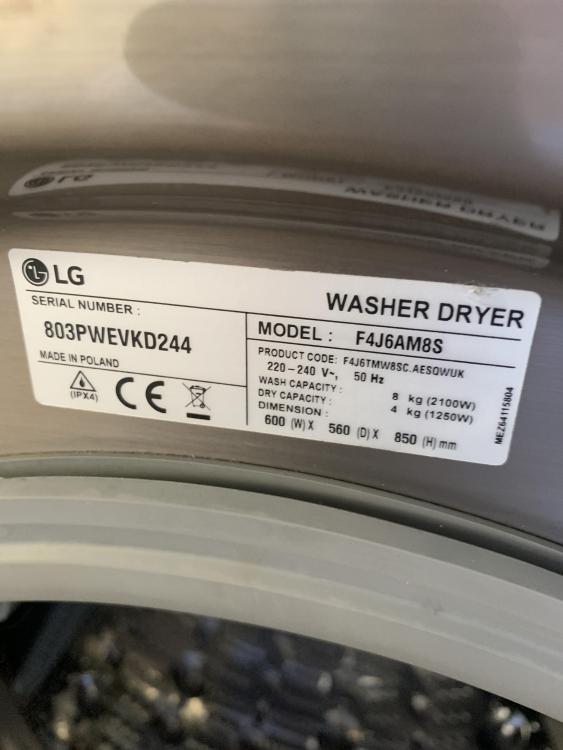 LG
WASHER DRYER
SERIAL NUMBER :
803PWEVKD244
MADE IN POLAND
(IPX4)
CE
MODEL : F4J6AM8S
PRODUCT CODE: F4J6TMW8SC.AESQWUK
220-240 V~, 50 Hz
WASH CAPACITY : 8 kg (2100W)
DRY CAPACITY : 4 kg (1250W)
DIMENSION :
600 (W) X 560 (D) X 850 (H) mm
MEZ64115804